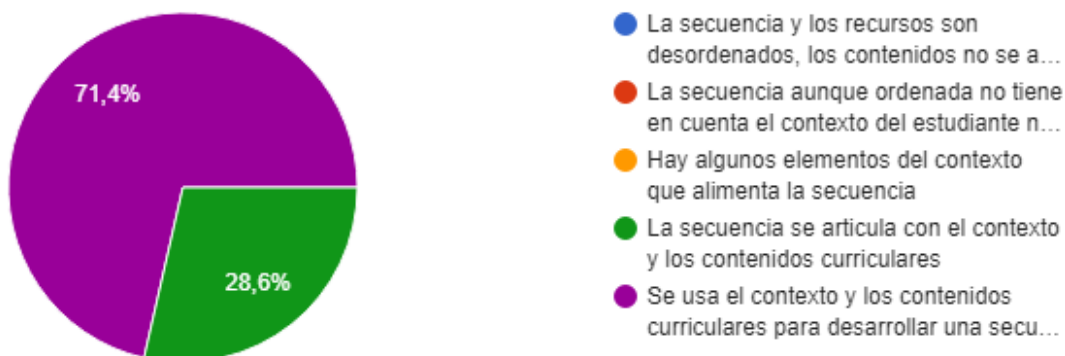 71,4%
28,6%
La secuencia y los recursos son
desordenados, los contenidos no se a...
La secuencia aunque ordenada no tiene
en cuenta el contexto del estudiante n...
Hay algunos elementos del contexto
que alimenta la secuencia
La secuencia se articula con el contexto
y los contenidos curriculares
Se usa el contexto y los contenidos
curriculares para desarrollar una secu...